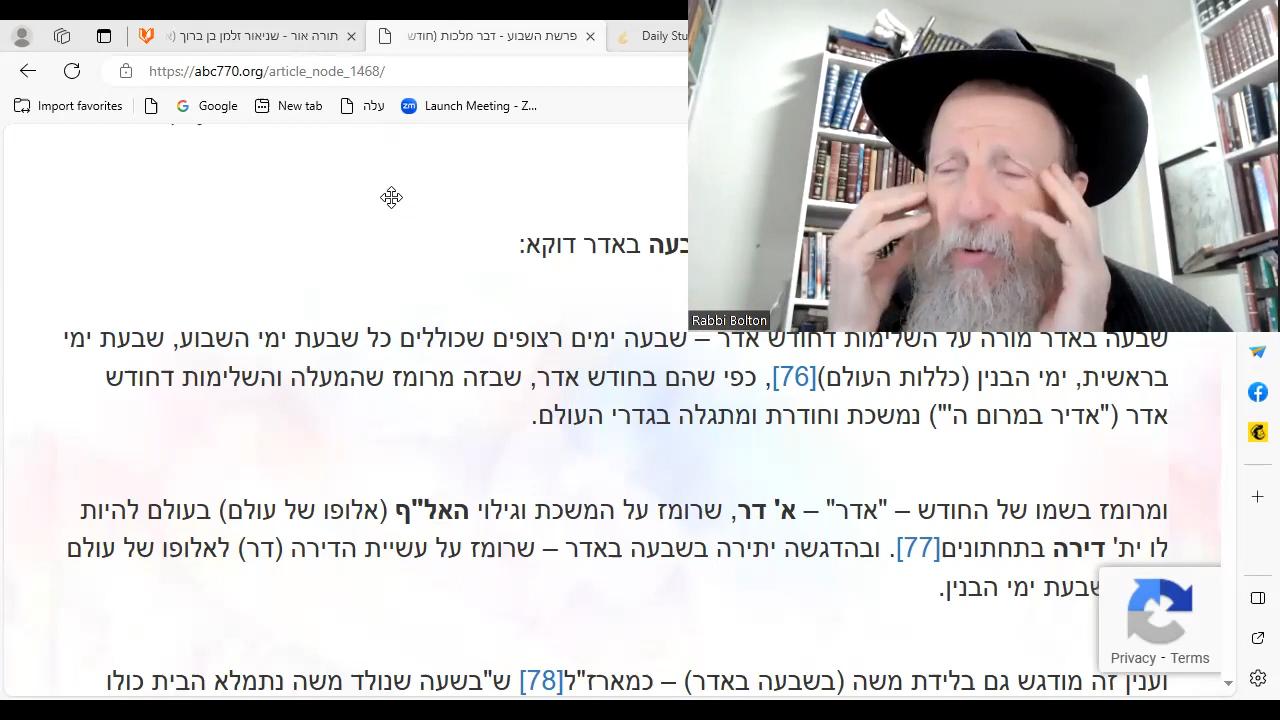 תורה אור - שניאור זלמן בן ברוך (א
פרשת השבוע - דבר מלכות (חודש
Daily Stu
https://abc770.org/article_node_1468/
Import favorites
Google
New tab
עלה
Launch Meeting - Z...
באדר דוקא:
Rabbi Bolton
שבעה באדר מורה על השלימות דחודש אדר – שבעה ימים רצופים שכוללים כל שבעת ימי השבוע, שבעת ימי
בראשית, ימי הבנין (כללות העולם)[76], כפי שהם בחודש אדר, שבזה מרומז שהמעלה והשלימות דחודש
אדר ("אדיר במרום ה'") נמשכת וחודרת ומתגלה בגדרי העולם.
ומרומז בשמו של החודש – "אדר" – א' דר, שרומז על המשכת וגילוי האל"ף (אלופו של עולם) בעולם להיות
לו ית' דירה בתחתונים[77]. ובהדגשה יתירה בשבעה באדר – שרומז על עשיית הדירה (דר) לאלופו של עולם
שבעת ימי הבנין.
Privacy - Terms
וענין זה מודגש גם בלידת משה (בשבעה באדר) – כמארז"ל[78] ש"בשעה שנולד משה נתמלא הבית כולו